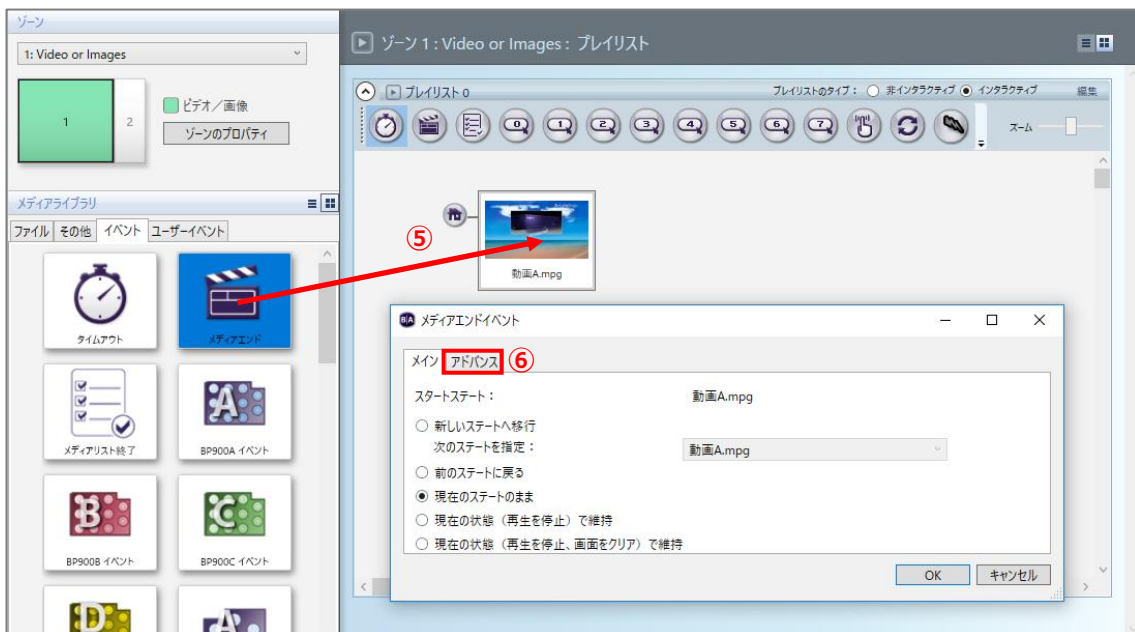 ゾーン
1: Video or Images
1
2
ビデオ／画像
ゾーンのプロパティ
メディアライブラリ
ファイル その他 イベント ユーザーイベント
タイムアウト
メディアエンド
メディアリスト終了
BP900A イベント
BP900B イベント
BP900C イベント
A
B
C
D
A
ゾーン 1 : Video or Images : プレイリスト
プレイリスト 0
プレイリストのタイプ： 非インタラクティブ インタラクティブ 編集
0 1 2 3 4 5 6 7
ズーム
⑤
動画A.mpg
BA メディアエンドイベント
メイン アドバンス ⑥
スタートステート： 動画A.mpg
新しいステートへ移行
次のステートを指定： 動画A.mpg
前のステートに戻る
現在のステートのまま
現在の状態（再生を停止）で維持
現在の状態（再生を停止、画面をクリア）で維持
OK キャンセル